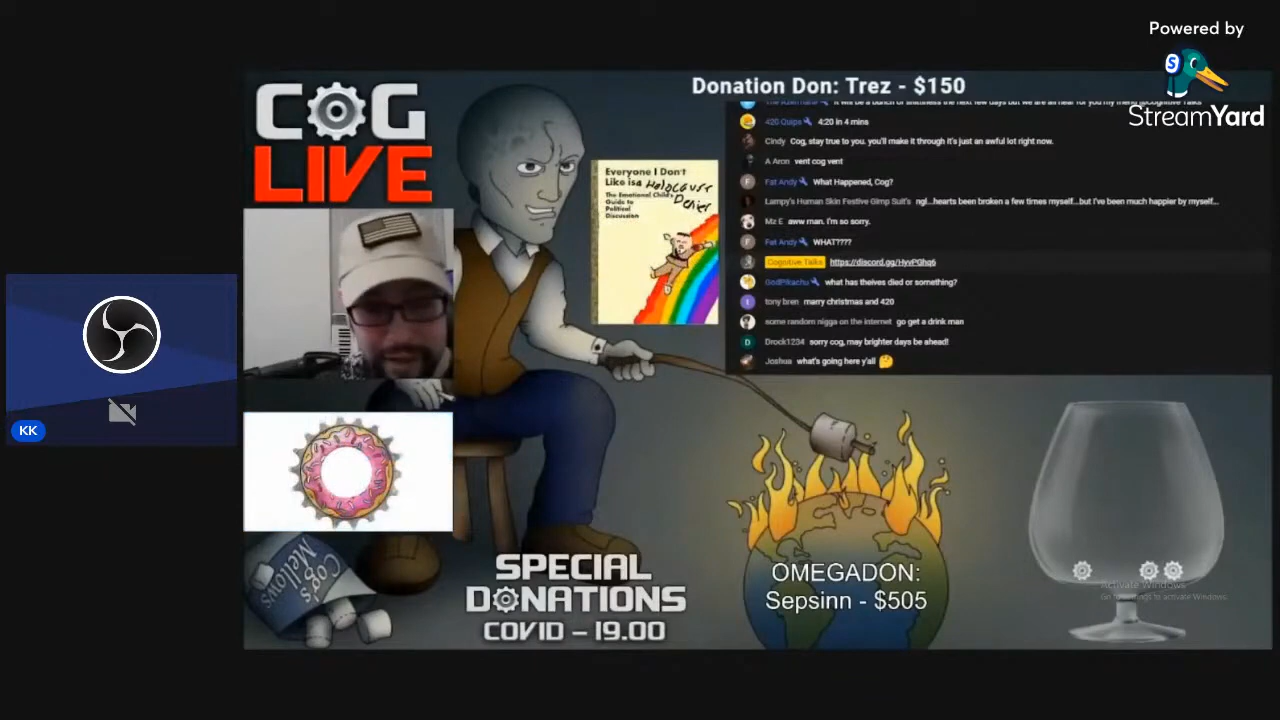 Powered by
StreamYard
COG
LIVE
Donation Don: Trez - $150
420 Quips 4:20 in 4 mins
Cindy Cog, stay true to you. you'll make it through it's just an awful lot right now.
A Aron vent cog vent
F Fat Andy What Happened, Cog?
Lampy's Human Skin Festive Gimp Suit's ngl...hearts been broken a few times myself...but I've been much happier by myself...
Mz E aww man. I'm so sorry.
F Fat Andy WHAT????
Cognitive Talks https://discord.gg/HyvPGhq6
GodPikachu what has theives died or something?
t tony bren marry christmas and 420
some random nigga on the internet go get a drink man
D Drock1234 sorry cog, may brighter days be ahead!
Joshua what's going here y'all
Everyone I Don't
Like is a Holocaust
Denier
The Emotional Child's
Guide to
Political
Discussion
KK
Cog's
Mellows
SPECIAL
DONATIONS
COVID – 19.00
OMEGADON:
Sepsinn - $505
Activate Windows
to activate Windows